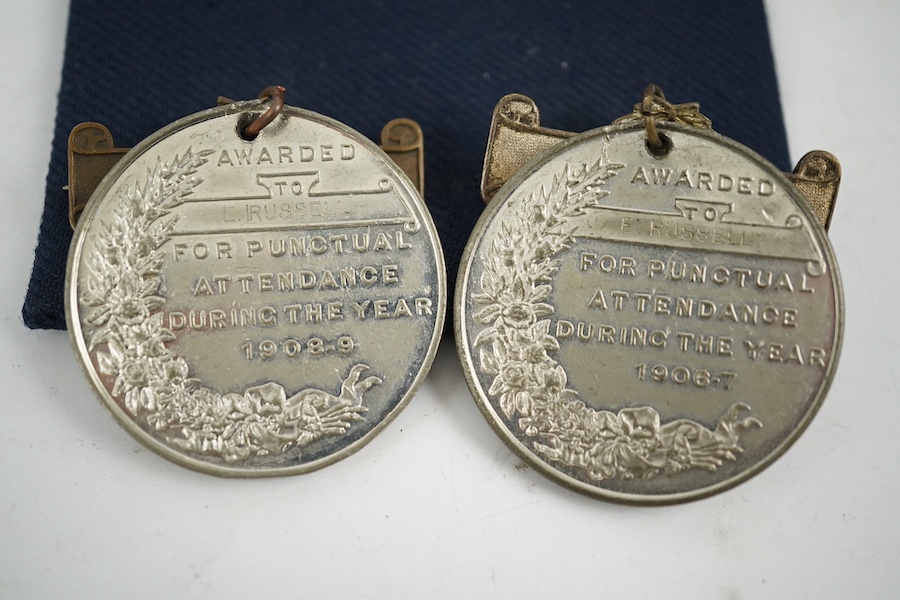 AWARDED
TO
E. RUSSELL
FOR PUNCTUAL
ATTENDANCE
DURING THE YEAR
1908-9
AWARDED
TO
E. RUSSELL
FOR PUNCTUAL
ATTENDANCE
DURING THE YEAR
1906-7